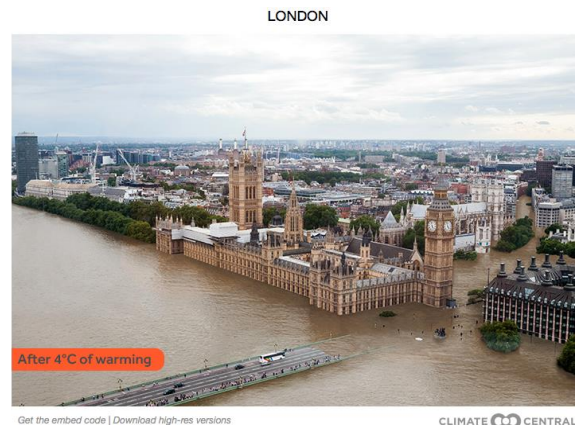 LONDON
After 4°C of warming
Get the embed code | Download high-res versions
CLIMATE CENTRAL